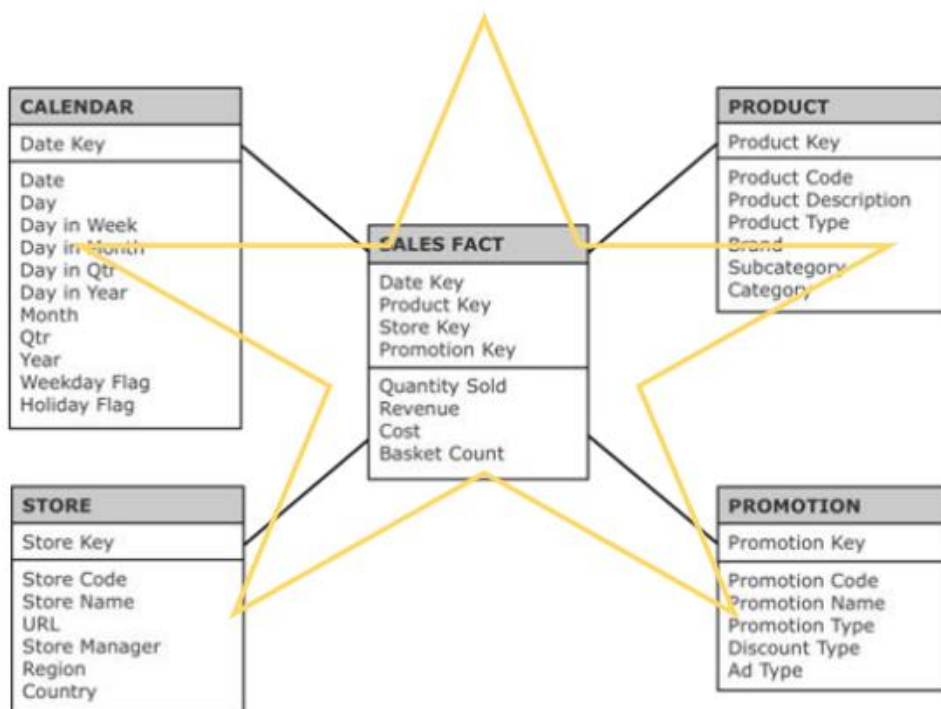 CALENDAR
Date Key
Date
Day
Day in Week
Day in Month
Day in Qtr
Day in Year
Month
Qtr
Year
Weekday Flag
Holiday Flag
PRODUCT
Product Key
Product Code
Product Description
Product Type
Brand
Subcategory
Category
SALES FACT
Date Key
Product Key
Store Key
Promotion Key
Quantity Sold
Revenue
Cost
Basket Count
STORE
Store Key
Store Code
Store Name
URL
Store Manager
Region
Country
PROMOTION
Promotion Key
Promotion Code
Promotion Name
Promotion Type
Discount Type
Ad Type